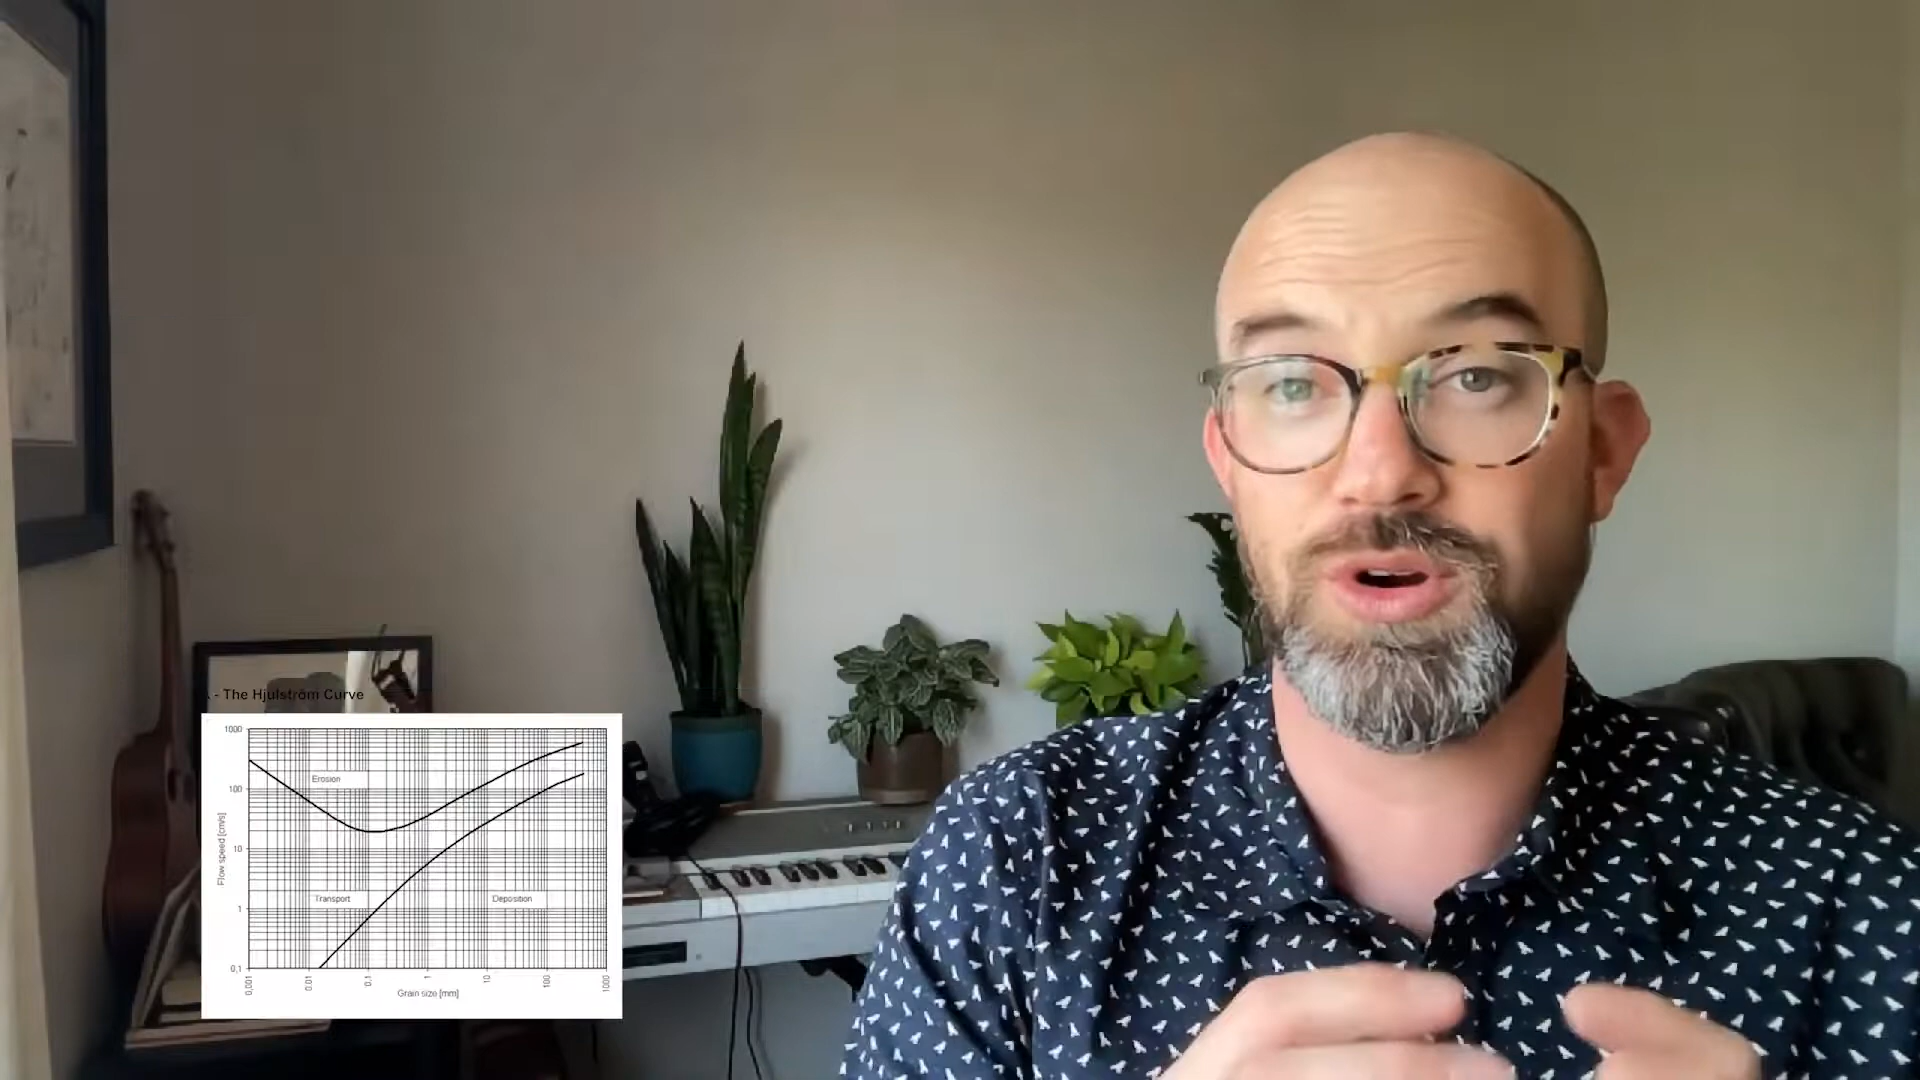 - The Hjulström Curve
1000
100
10
1
0,1
Flow speed [cm/s]
Erosion
Transport
Deposition
0,001
0,01
0,1
1
10
100
1000
Grain size [mm]